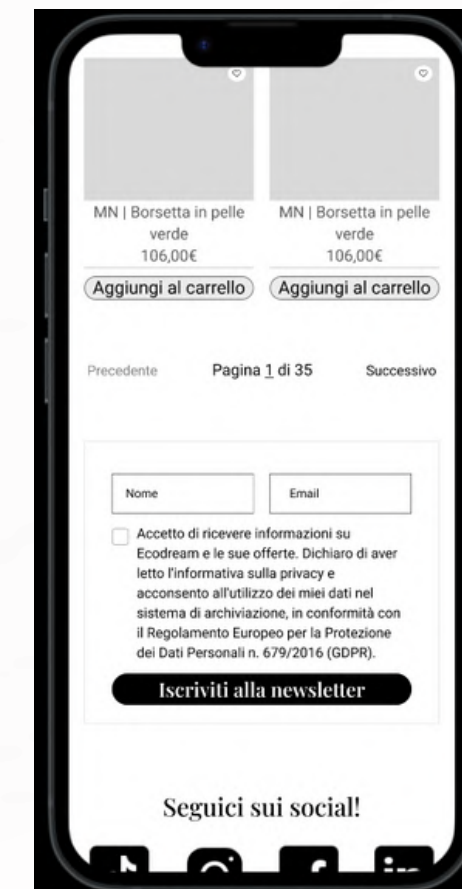 MN | Borsetta in pelle
verde
106,00€
Aggiungi al carrello
MN | Borsetta in pelle
verde
106,00€
Aggiungi al carrello
Precedente Pagina 1 di 35 Successivo
Nome Email
Accetto di ricevere informazioni su
Ecodream e le sue offerte. Dichiaro di aver
letto l'informativa sulla privacy e
acconsento all'utilizzo dei miei dati nel
sistema di archiviazione, in conformità con
il Regolamento Europeo per la Protezione
dei Dati Personali n. 679/2016 (GDPR).
Iscriviti alla newsletter
Seguici sui social!
in